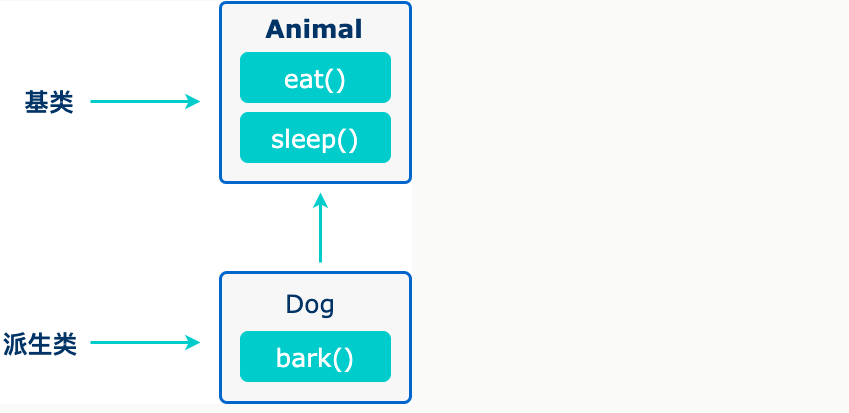 Animal
eat()
基类
sleep()
Dog
派生类
bark()